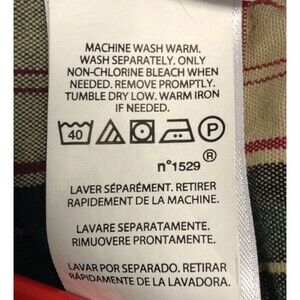 MACHINE WASH WARM.
WASH SEPARATELY. ONLY
NON-CHLORINE BLEACH WHEN
NEEDED. REMOVE PROMPTLY.
TUMBLE DRY LOW. WARM IRON
IF NEEDED.
40 P
n°1529 ®
LAVER SÉPARÉMENT. RETIRER
RAPIDEMENT DE LA MACHINE.
LAVARE SEPARATAMENTE.
RIMUOVERE PRONTAMENTE.
LAVAR POR SEPARADO. RETIRAR
RÁPIDAMENTE DE LA LAVADORA.